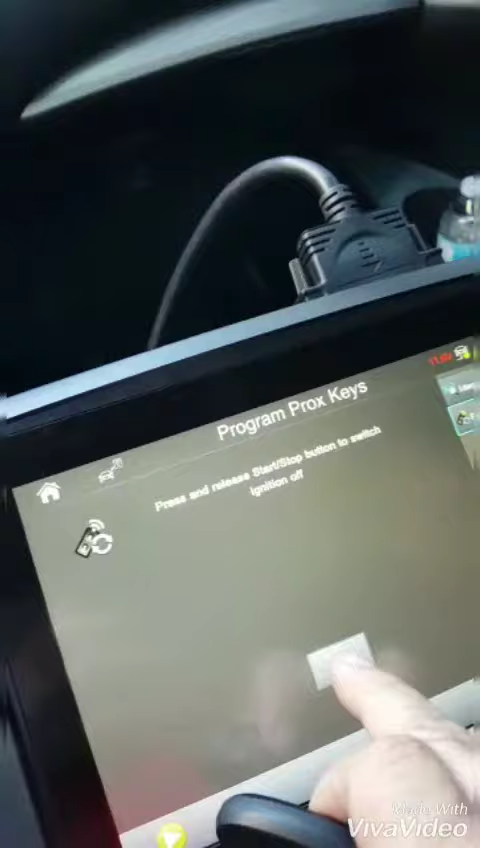 Program Prox Keys
Press and release Start/Stop button to switch
ignition off
Made With
VivaVideo